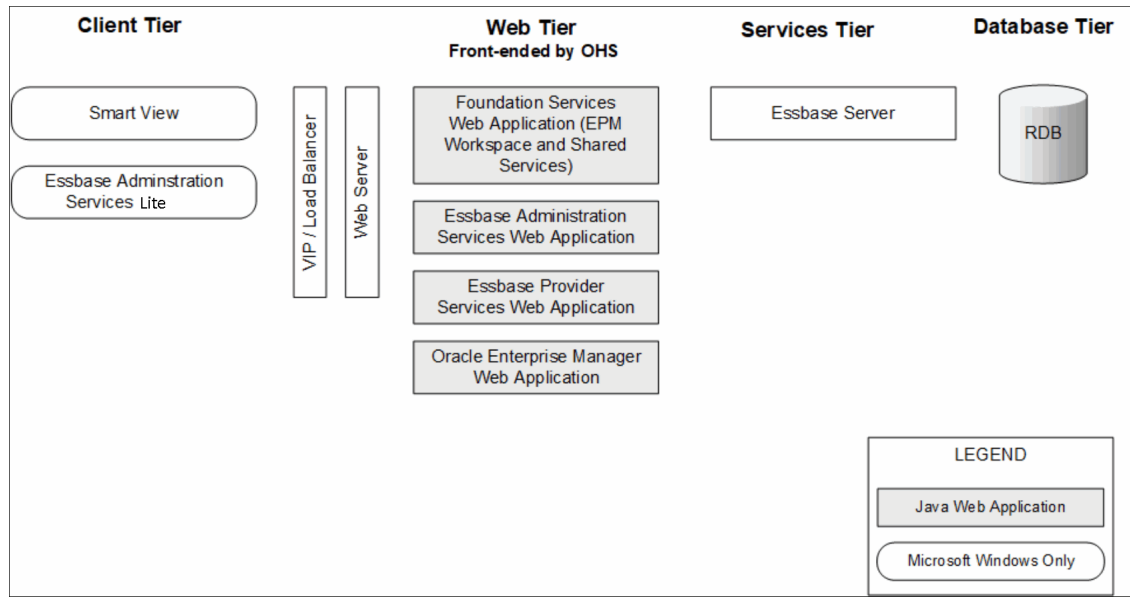 Client Tier
Web Tier
Front-ended by OHS
Services Tier
Database Tier
Smart View
Essbase Adminstration
Services Lite
VIP / Load Balancer
Web Server
Foundation Services
Web Application (EPM
Workspace and Shared
Services)
Essbase Administration
Services Web Application
Essbase Provider
Services Web Application
Oracle Enterprise Manager
Web Application
Essbase Server
RDB
LEGEND
Java Web Application
Microsoft Windows Only